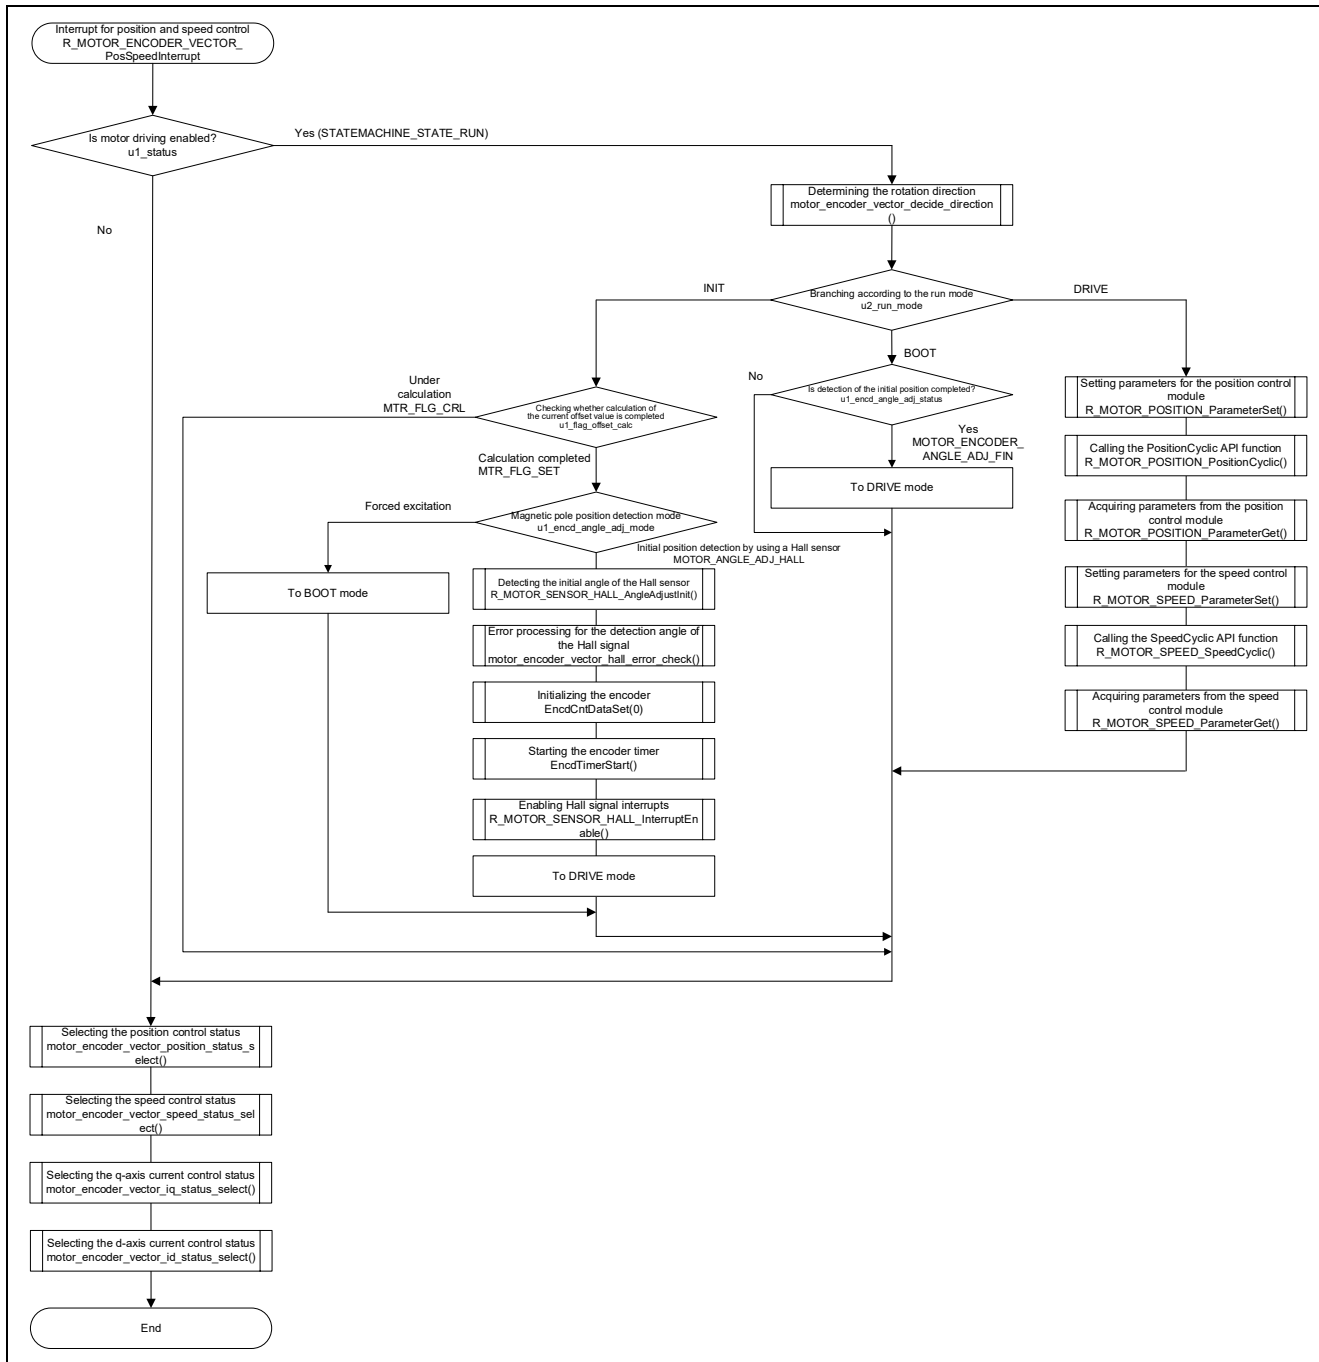 Interrupt for position and speed control
R_MOTOR_ENCODER_VECTOR_
PosSpeedInterrupt
Is motor driving enabled?
u1_status
Yes (STATEMACHINE_STATE_RUN)
No
Determining the rotation direction
motor_encoder_vector_decide_direction
()
Branching according to the run mode
u2_run_mode
INIT
DRIVE
BOOT
Under
calculation
MTR_FLG_CRL
Checking whether calculation of
the current offset value is completed
u1_flag_offset_calc
Calculation completed
MTR_FLG_SET
Forced excitation
Magnetic pole position detection mode
u1_encd_angle_adj_mode
Initial position detection by using a Hall sensor
MOTOR_ANGLE_ADJ_HALL
To BOOT mode
Detecting the initial angle of the Hall sensor
R_MOTOR_SENSOR_HALL_AngleAdjustInit()
Error processing for the detection angle of
the Hall signal
motor_encoder_vector_hall_error_check()
Initializing the encoder
EncdCntDataSet(0)
Starting the encoder timer
EncdTimerStart()
Enabling Hall signal interrupts
R_MOTOR_SENSOR_HALL_InterruptEn
able()
To DRIVE mode
No
Is detection of the initial position completed?
u1_encd_angle_adj_status
Yes
MOTOR_ENCODER_
ANGLE_ADJ_FIN
To DRIVE mode
Setting parameters for the position control
module
R_MOTOR_POSITION_ParameterSet()
Calling the PositionCyclic API function
R_MOTOR_POSITION_PositionCyclic()
Acquiring parameters from the position
control module
R_MOTOR_POSITION_ParameterGet()
Setting parameters for the speed control
module
R_MOTOR_SPEED_ParameterSet()
Calling the SpeedCyclic API function
R_MOTOR_SPEED_SpeedCyclic()
Acquiring parameters from the speed
control module
R_MOTOR_SPEED_ParameterGet()
Selecting the position control status
motor_encoder_vector_position_status_s
elect()
Selecting the speed control status
motor_encoder_vector_speed_status_sel
ect()
Selecting the q-axis current control status
motor_encoder_vector_iq_status_select()
Selecting the d-axis current control status
motor_encoder_vector_id_status_select()
End